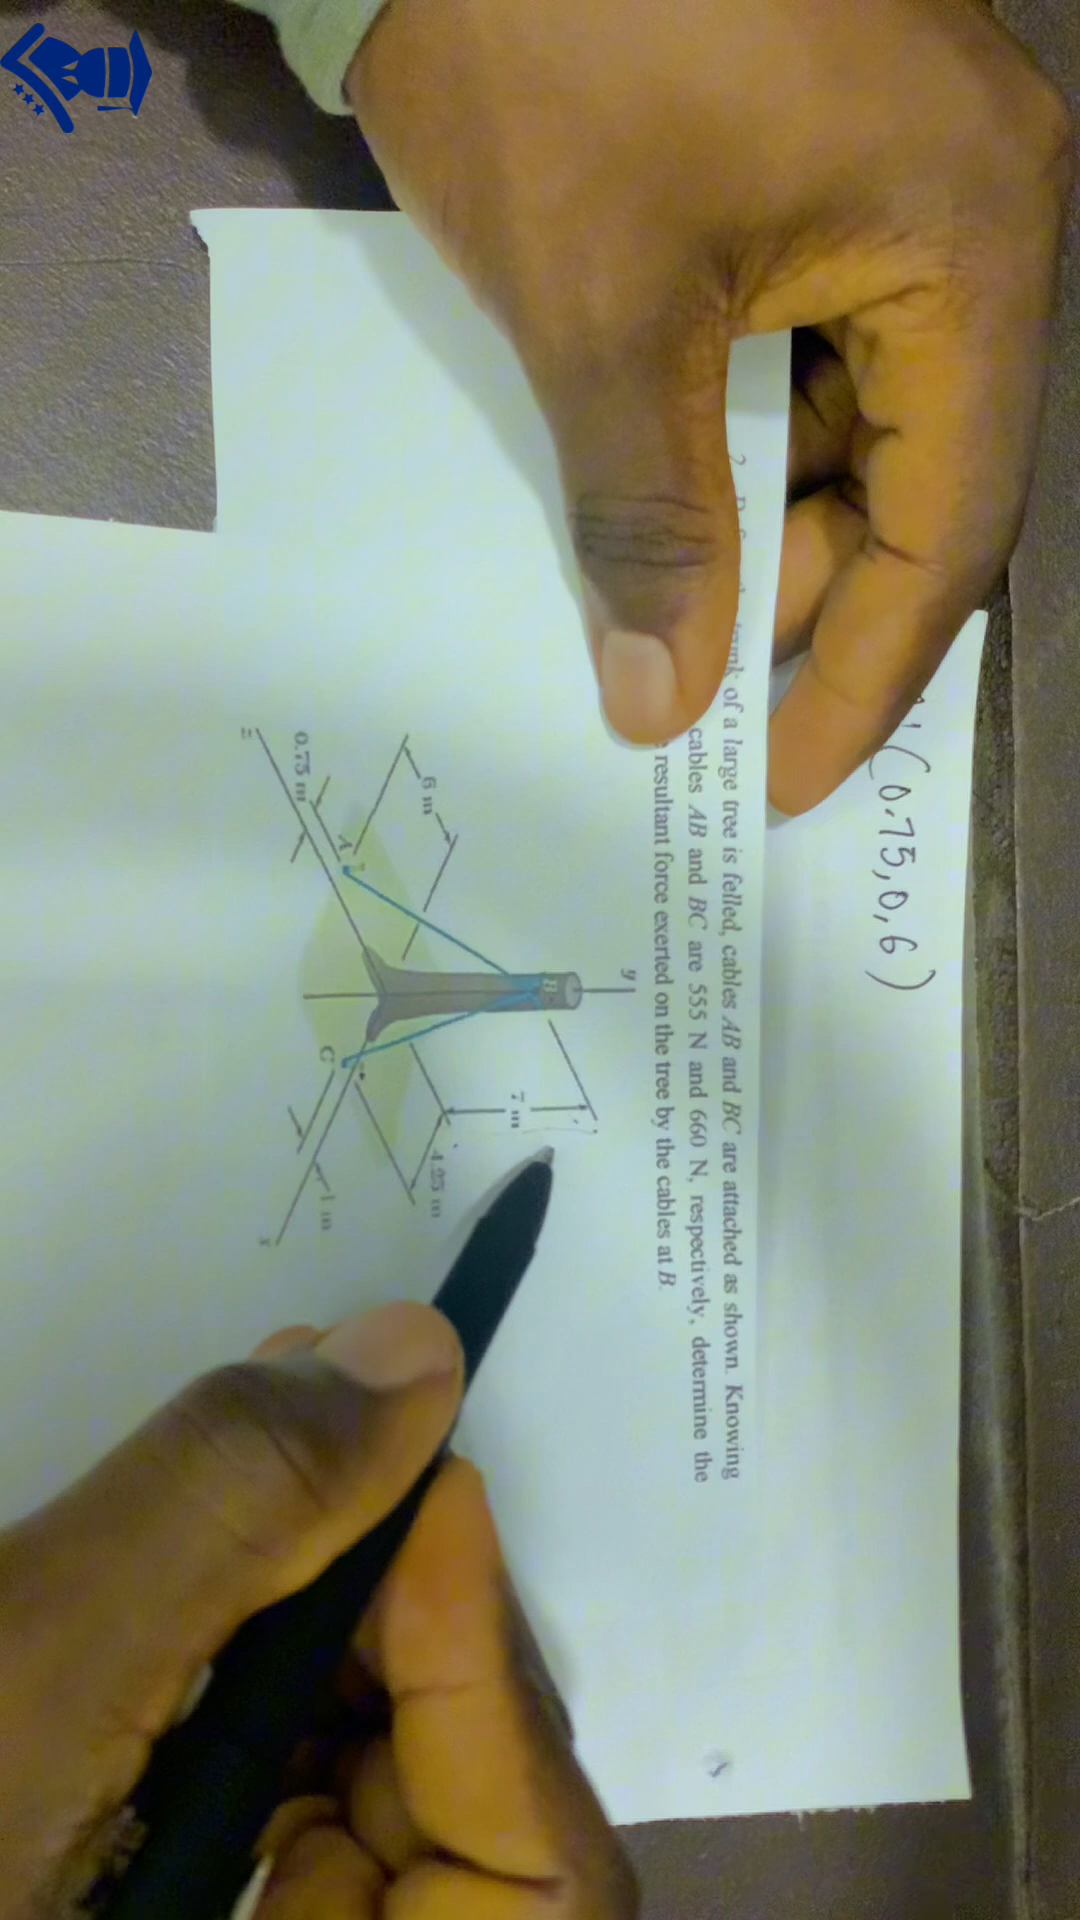 (0.75,0,6)
trunk of a large tree is felled, cables AB and BC are attached as shown. Knowing
cables AB and BC are 555 N and 660 N, respectively, determine the
resultant force exerted on the tree by the cables at B.
y
B
7 m
6 m
4.25 m
A
C
0.75 m
1 m
z
x